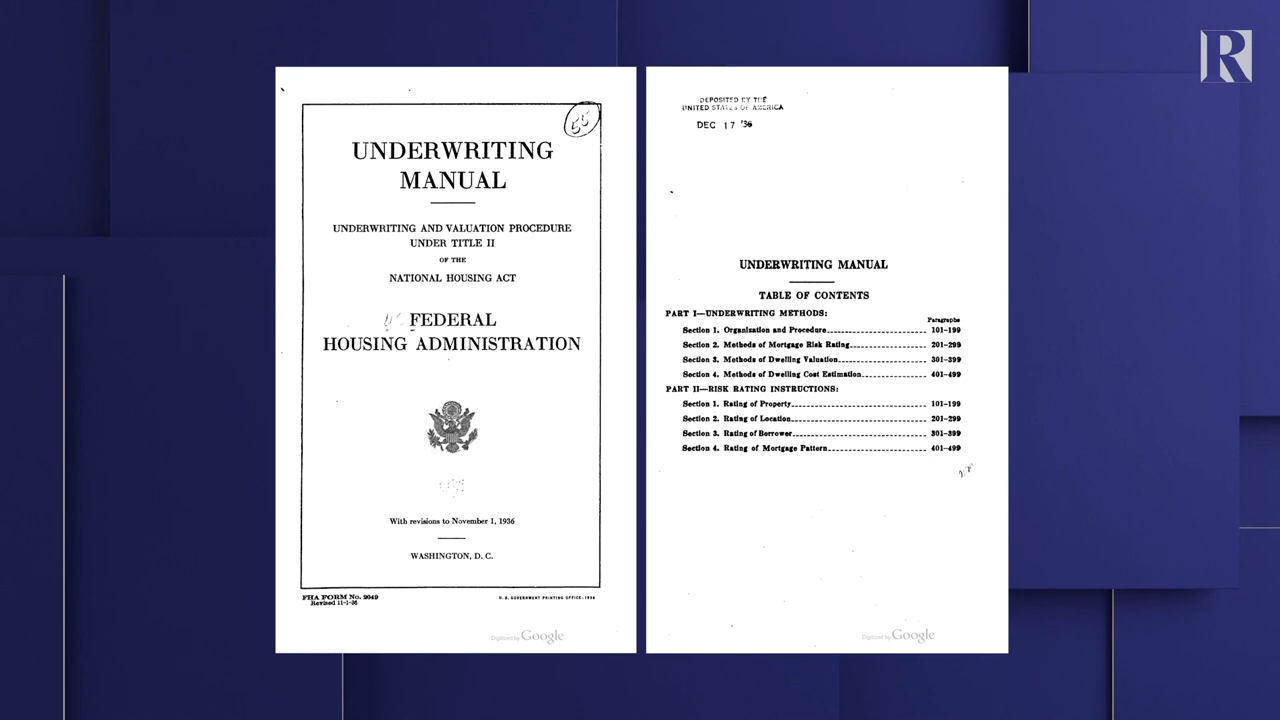 R
55
UNDERWRITING
MANUAL
UNDERWRITING AND VALUATION PROCEDURE
UNDER TITLE II
OF THE
NATIONAL HOUSING ACT
FEDERAL
HOUSING ADMINISTRATION
With revisions to November 1, 1936
WASHINGTON, D. C.
FHA FORM No. 2049
Revised 11-1-36
U. S. GOVERNMENT PRINTING OFFICE: 1936
Digitized by Google
DEPOSITED BY THE
UNITED STATES OF AMERICA
DEC 17 '36
UNDERWRITING MANUAL
TABLE OF CONTENTS
PART I—UNDERWRITING METHODS:
Paragraphs
Section 1. Organization and Procedure 101-199
Section 2. Methods of Mortgage Risk Rating 201-299
Section 3. Methods of Dwelling Valuation 301-399
Section 4. Methods of Dwelling Cost Estimation 401-499
PART II—RISK RATING INSTRUCTIONS:
Section 1. Rating of Property 101-199
Section 2. Rating of Location 201-299
Section 3. Rating of Borrower 301-399
Section 4. Rating of Mortgage Pattern 401-499
Digitized by Google